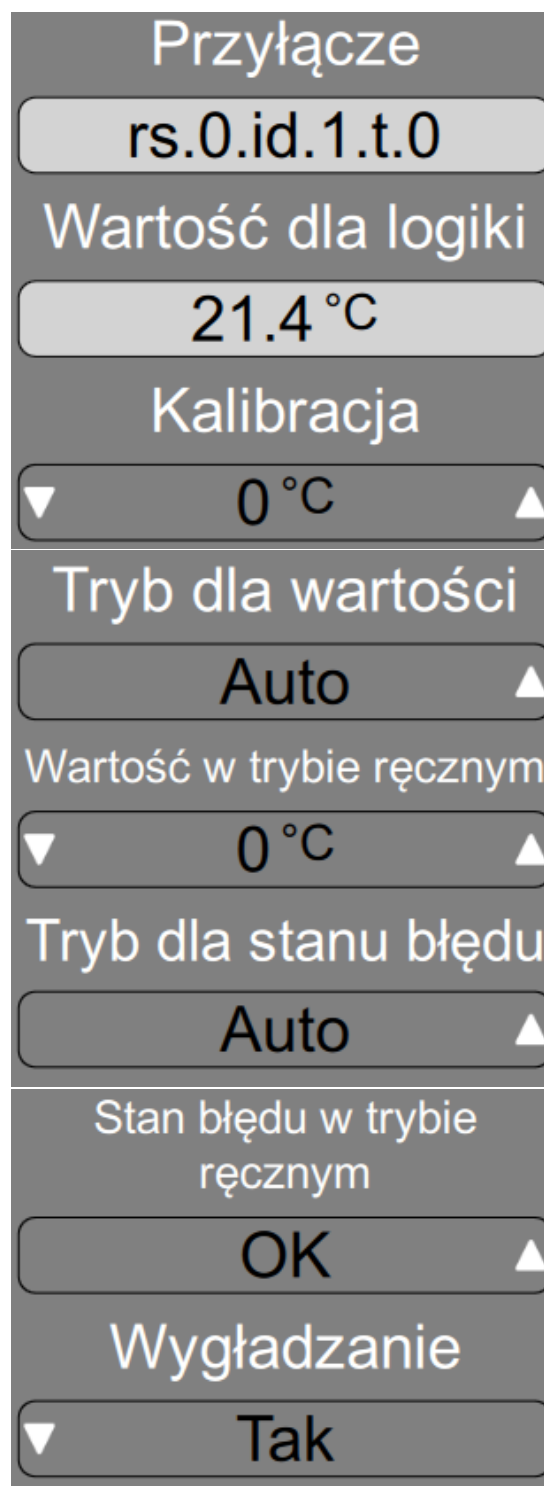 Przyłącze
rs.0.id.1.t.0
Wartość dla logiki
21.4 °C
Kalibracja
0 °C
Tryb dla wartości
Auto
Wartość w trybie ręcznym
0 °C
Tryb dla stanu błędu
Auto
Stan błędu w trybie
ręcznym
OK
Wygładzanie
Tak